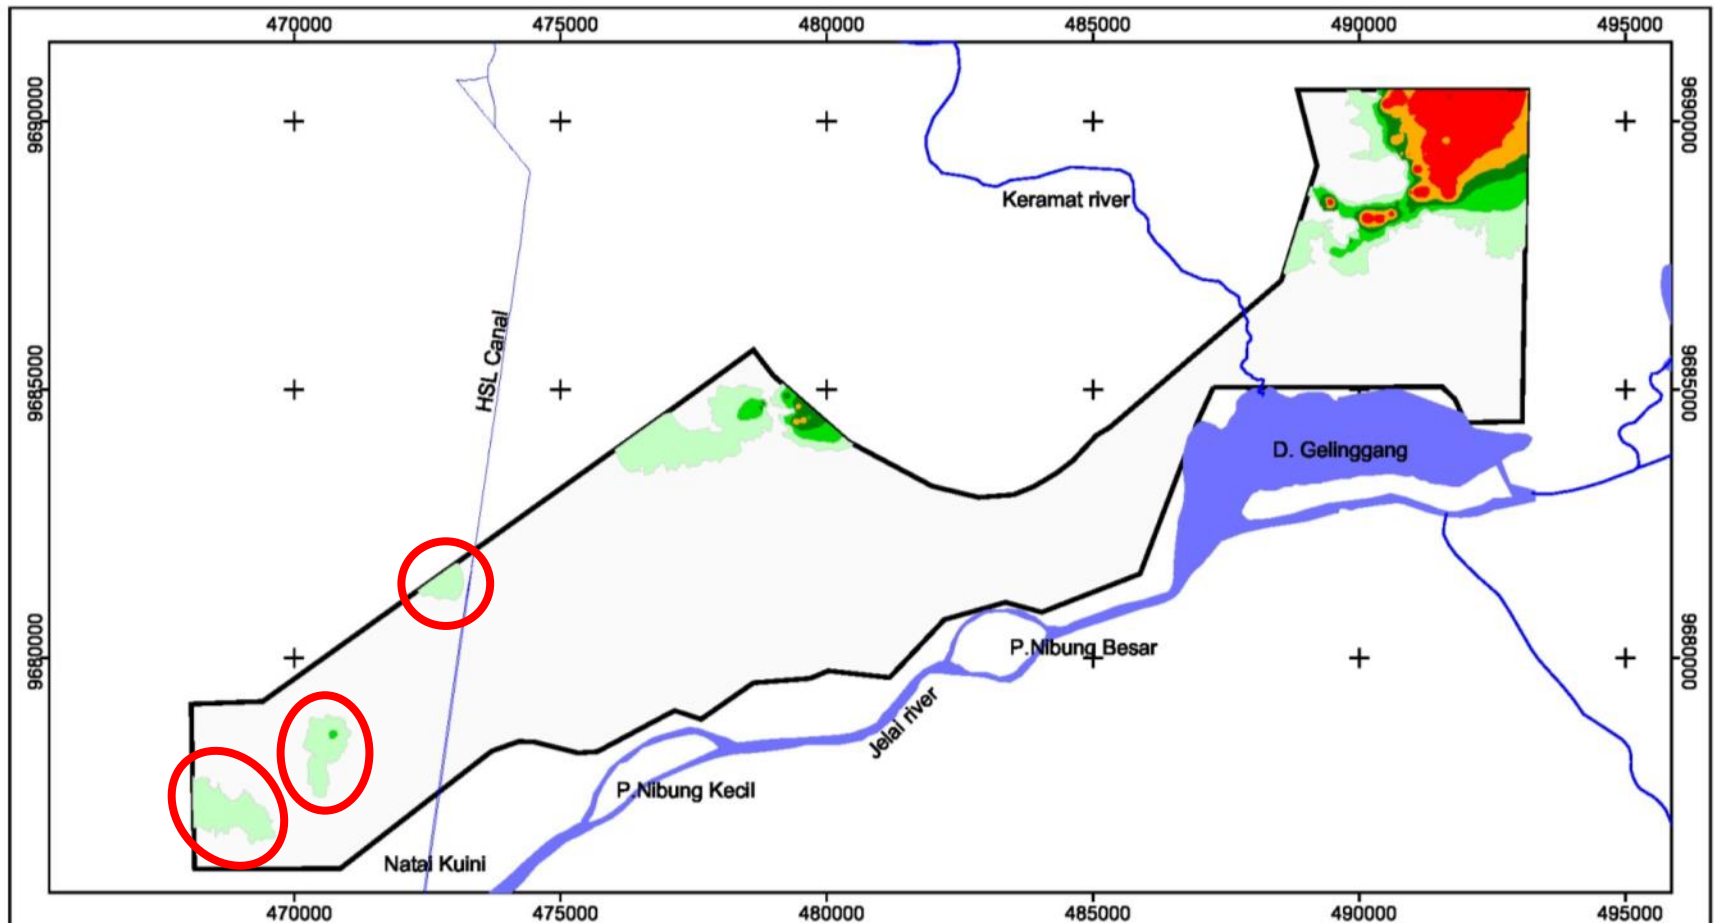 470000 475000 480000 485000 490000 495000
9690000
9690000
Keramat river
HSL Canal
9685000
9685000
D. Gelinggang
9680000
9680000
P.Nibung Besar
Jelai river
P.Nibung Kecil
Natai Kuini
470000 475000 480000 485000 490000 495000